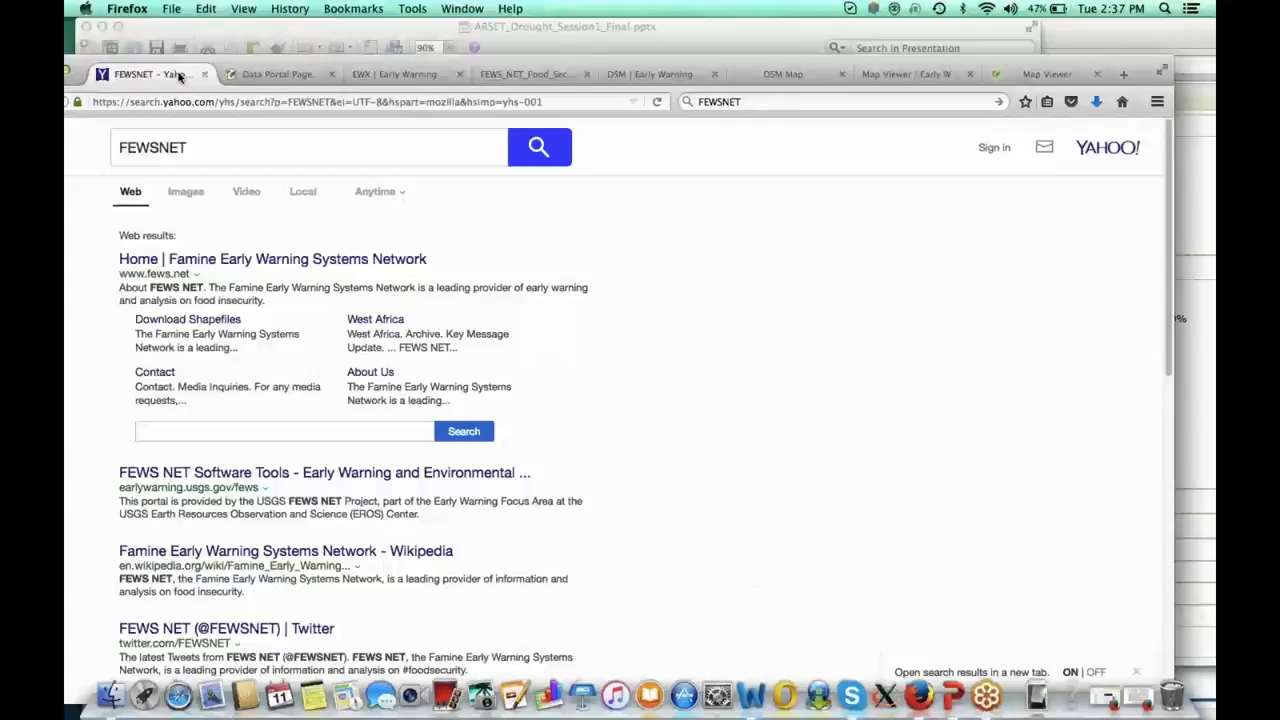 Firefox File Edit View History Bookmarks Tools Window Help 47% Tue 2:37 PM
ARSET_Drought_Session1_Final.pptx
90% Search in Presentation
FEWSNET - Yaho... Data Portal Page. EWX | Early Warning FEWS_NET_Food_Sec... DSM | Early Warning DSM Map Map Viewer | Early W Map Viewer
https://search.yahoo.com/yhs/search?p=FEWSNET&ei=UTF-8&hspart=mozilla&hsimp=yhs-001 FEWSNET
FEWSNET Sign in YAHOO!
Web Images Video Local Anytime
Web results:
Home | Famine Early Warning Systems Network
www.fews.net
About FEWS NET. The Famine Early Warning Systems Network is a leading provider of early warning
and analysis on food insecurity.
Download Shapefiles
The Famine Early Warning Systems
Network is a leading...
West Africa
West Africa. Archive. Key Message
Update. ... FEWS NET...
Contact
Contact. Media Inquiries. For any media
requests,...
About Us
The Famine Early Warning Systems
Network is a leading...
Search
FEWS NET Software Tools - Early Warning and Environmental ...
earlywarning.usgs.gov/fews
This portal is provided by the USGS FEWS NET Project, part of the Early Warning Focus Area at the
USGS Earth Resources Observation and Science (EROS) Center.
Famine Early Warning Systems Network - Wikipedia
en.wikipedia.org/wiki/Famine_Early_Warning...
FEWS NET, the Famine Early Warning Systems Network, is a leading provider of information and
analysis on food insecurity.
FEWS NET (@FEWSNET) | Twitter
twitter.com/FEWSNET
The latest Tweets from FEWS NET (@FEWSNET). FEWS NET, the Famine Early Warning Systems
Network, is a leading provider of information and analysis on #foodsecurity.
Open search results in a new tab. ON | OFF